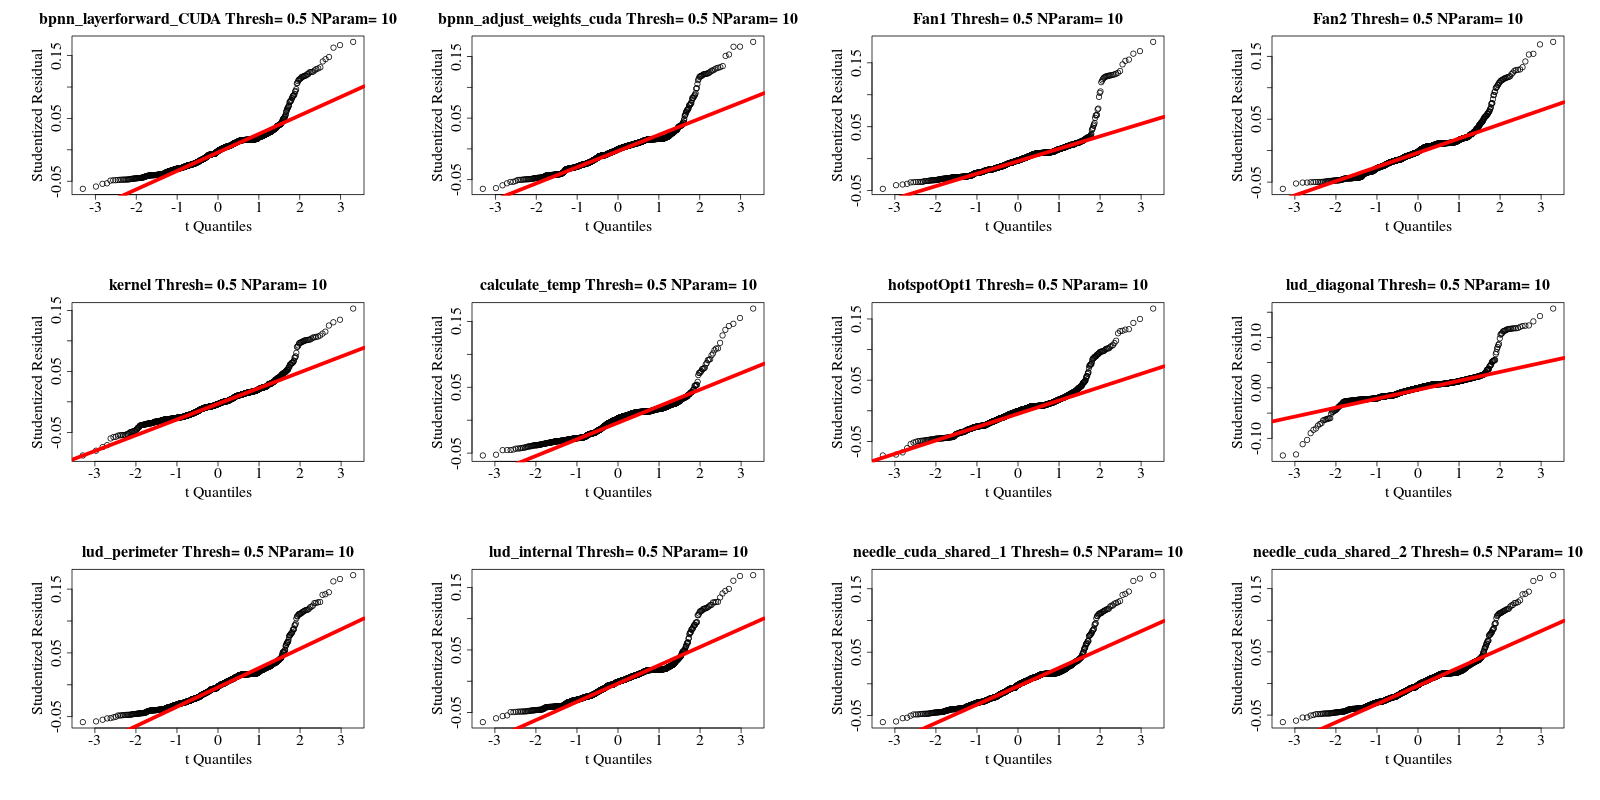 bpnn_layerforward_CUDA Thresh= 0.5 NParam= 10
Studentized Residual
-0.05 0.05 0.15
-3 -2 -1 0 1 2 3
t Quantiles
bpnn_adjust_weights_cuda Thresh= 0.5 NParam= 10
Studentized Residual
-0.05 0.05 0.15
-3 -2 -1 0 1 2 3
t Quantiles
Fan1 Thresh= 0.5 NParam= 10
Studentized Residual
-0.05 0.05 0.15
-3 -2 -1 0 1 2 3
t Quantiles
Fan2 Thresh= 0.5 NParam= 10
Studentized Residual
-0.05 0.05 0.15
-3 -2 -1 0 1 2 3
t Quantiles
kernel Thresh= 0.5 NParam= 10
Studentized Residual
-0.05 0.05 0.15
-3 -2 -1 0 1 2 3
t Quantiles
calculate_temp Thresh= 0.5 NParam= 10
Studentized Residual
-0.05 0.05 0.15
-3 -2 -1 0 1 2 3
t Quantiles
hotspotOpt1 Thresh= 0.5 NParam= 10
Studentized Residual
-0.05 0.05 0.15
-3 -2 -1 0 1 2 3
t Quantiles
lud_diagonal Thresh= 0.5 NParam= 10
Studentized Residual
-0.10 0.00 0.10
-3 -2 -1 0 1 2 3
t Quantiles
lud_perimeter Thresh= 0.5 NParam= 10
Studentized Residual
-0.05 0.05 0.15
-3 -2 -1 0 1 2 3
t Quantiles
lud_internal Thresh= 0.5 NParam= 10
Studentized Residual
-0.05 0.05 0.15
-3 -2 -1 0 1 2 3
t Quantiles
needle_cuda_shared_1 Thresh= 0.5 NParam= 10
Studentized Residual
-0.05 0.05 0.15
-3 -2 -1 0 1 2 3
t Quantiles
needle_cuda_shared_2 Thresh= 0.5 NParam= 10
Studentized Residual
-0.05 0.05 0.15
-3 -2 -1 0 1 2 3
t Quantiles